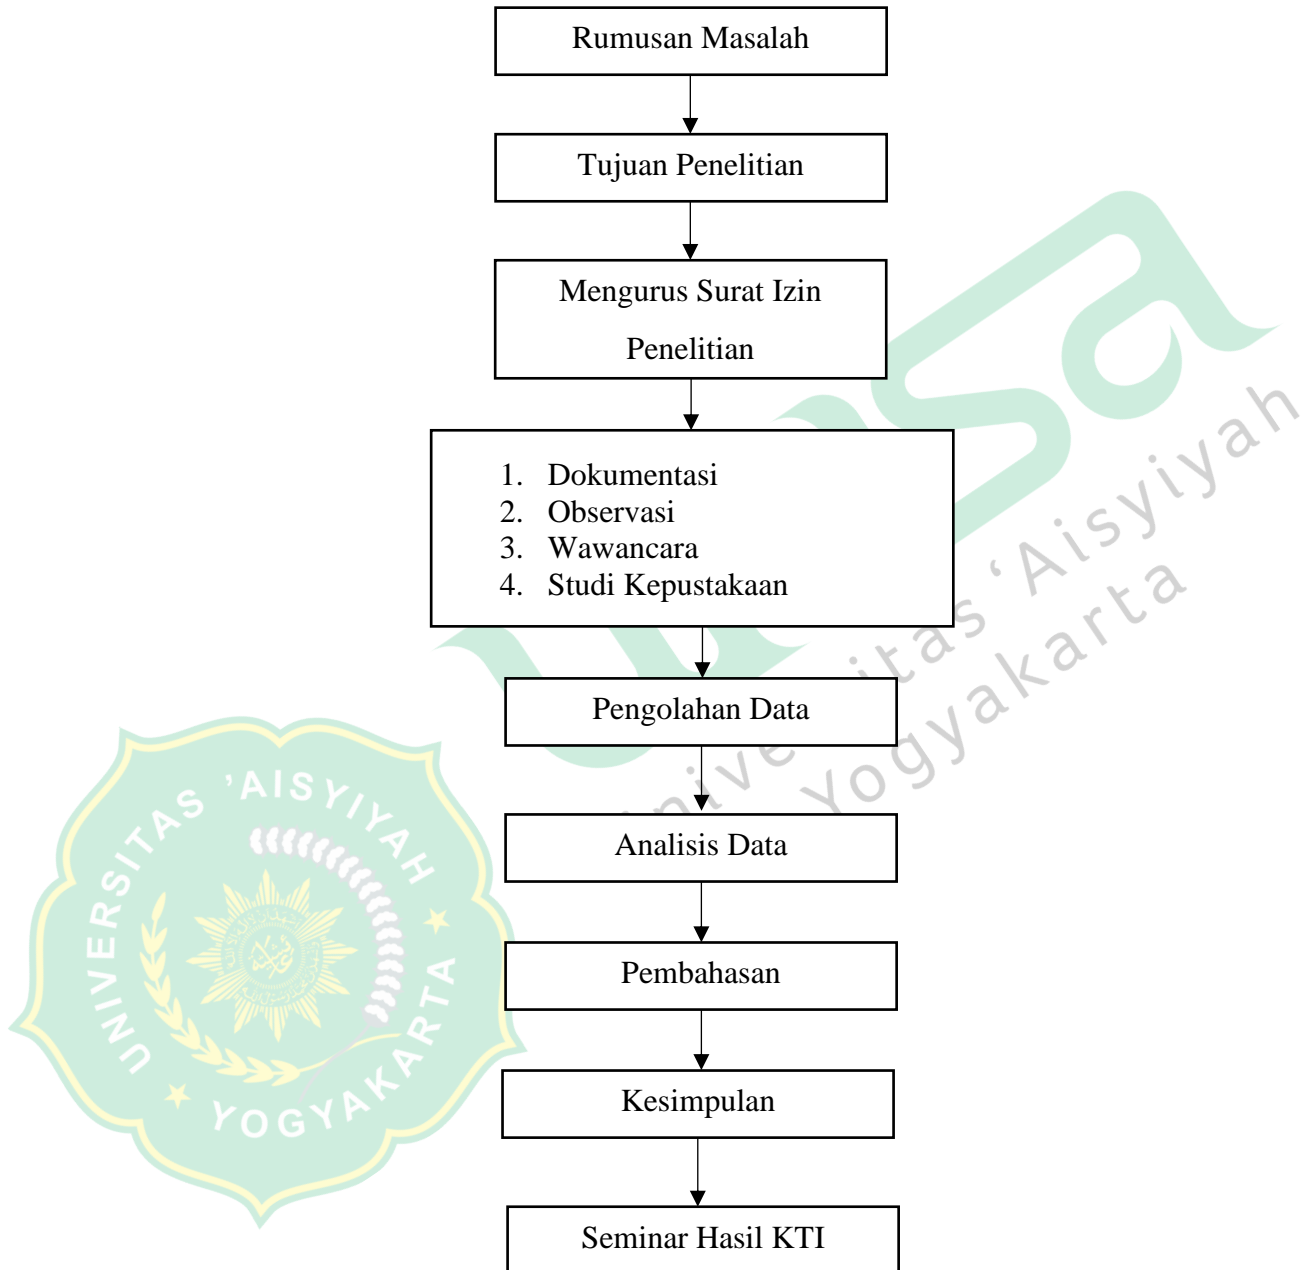 Rumusan Masalah
Tujuan Penelitian
Mengurus Surat Izin
Penelitian
1. Dokumentasi
2. Observasi
3. Wawancara
4. Studi Kepustakaan
Pengolahan Data
Analisis Data
Pembahasan
Kesimpulan
Seminar Hasil KTI
UNIVERSITAS 'AISYIYAH
YOGYAKARTA
itas ‘Aisyiyah
Yogyakarta